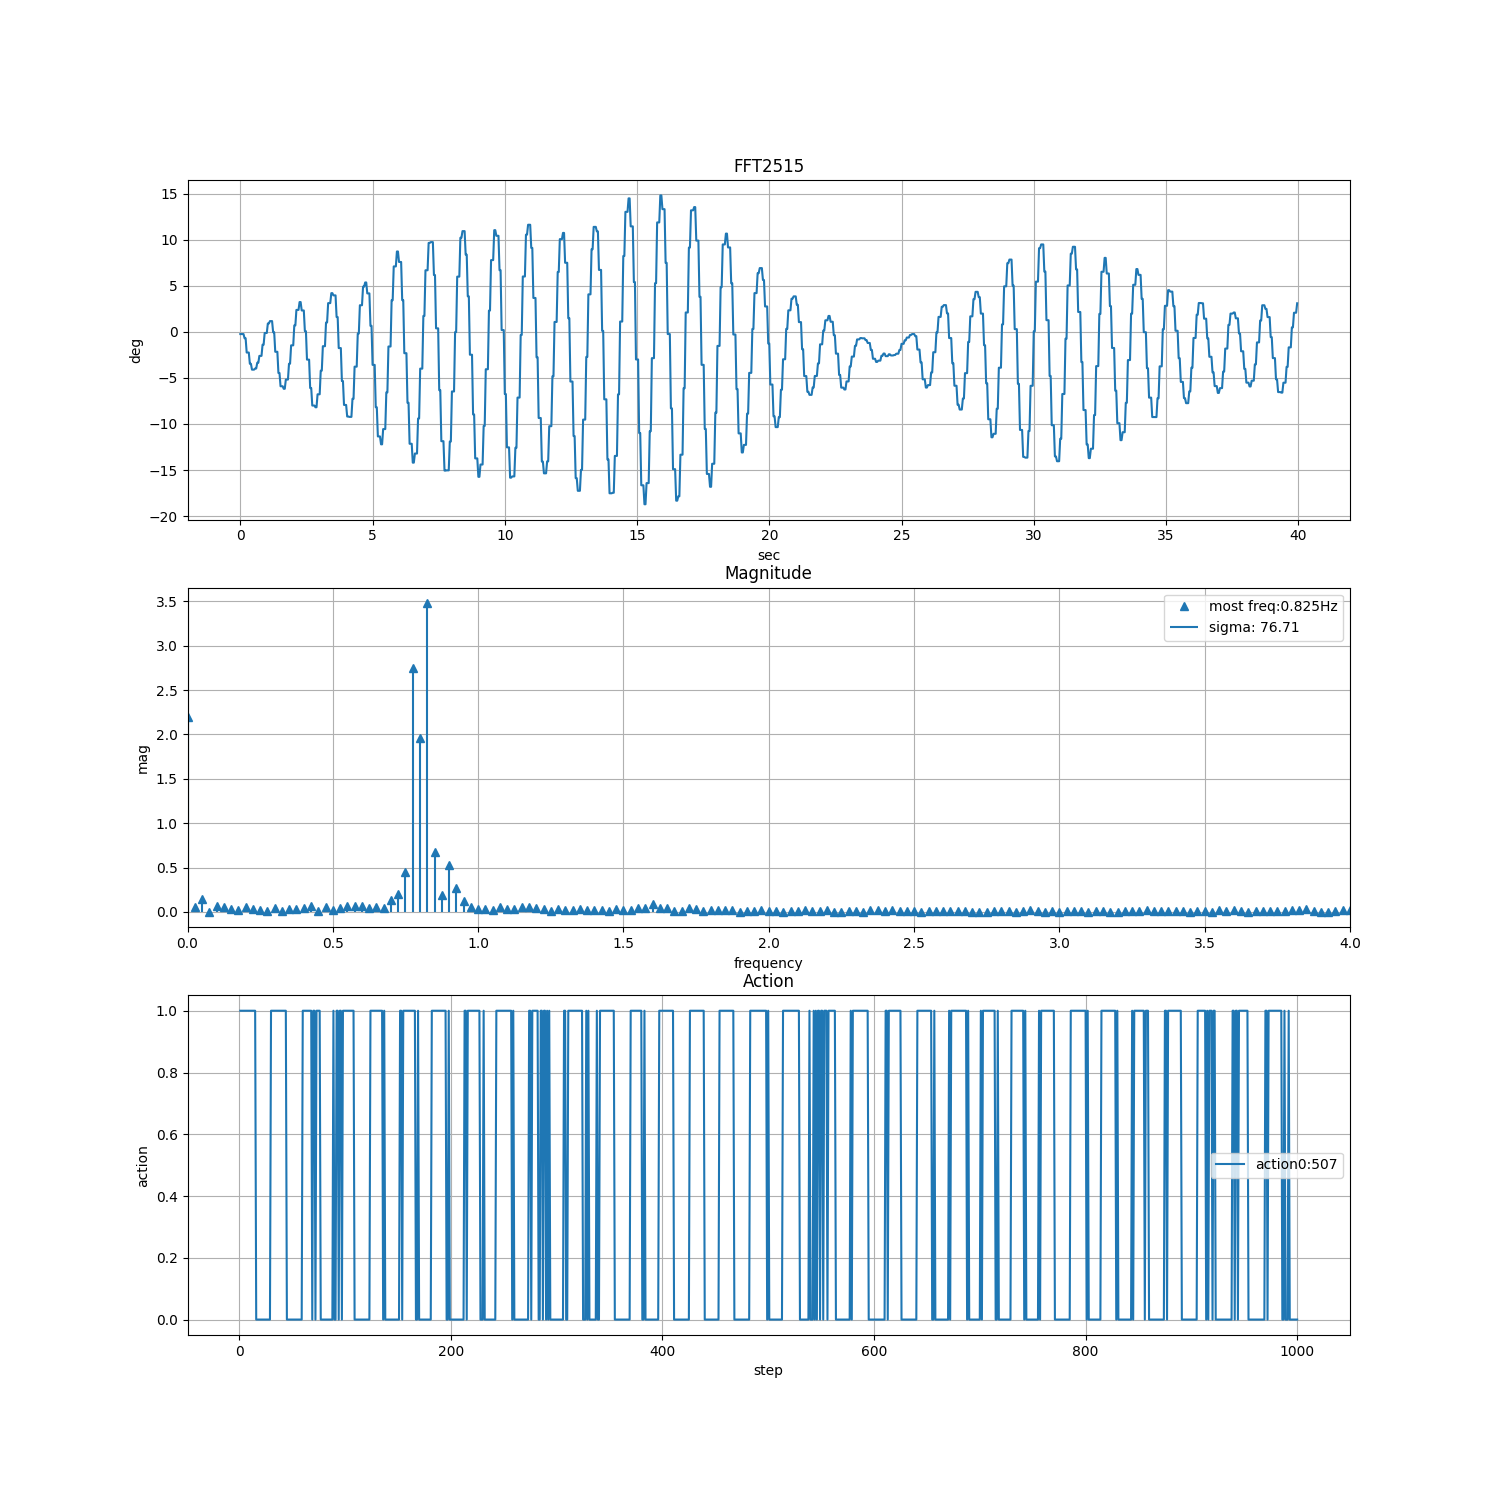 FFT2515
15
10
5
0
−5
−10
−15
−20
deg
0 5 10 15 20 25 30 35 40
sec
Magnitude
3.5
3.0
2.5
2.0
1.5
1.0
0.5
0.0
mag
most freq:0.825Hz
sigma: 76.71
0.0 0.5 1.0 1.5 2.0 2.5 3.0 3.5 4.0
frequency
Action
1.0
0.8
0.6
0.4
0.2
0.0
action
action0:507
0 200 400 600 800 1000
step